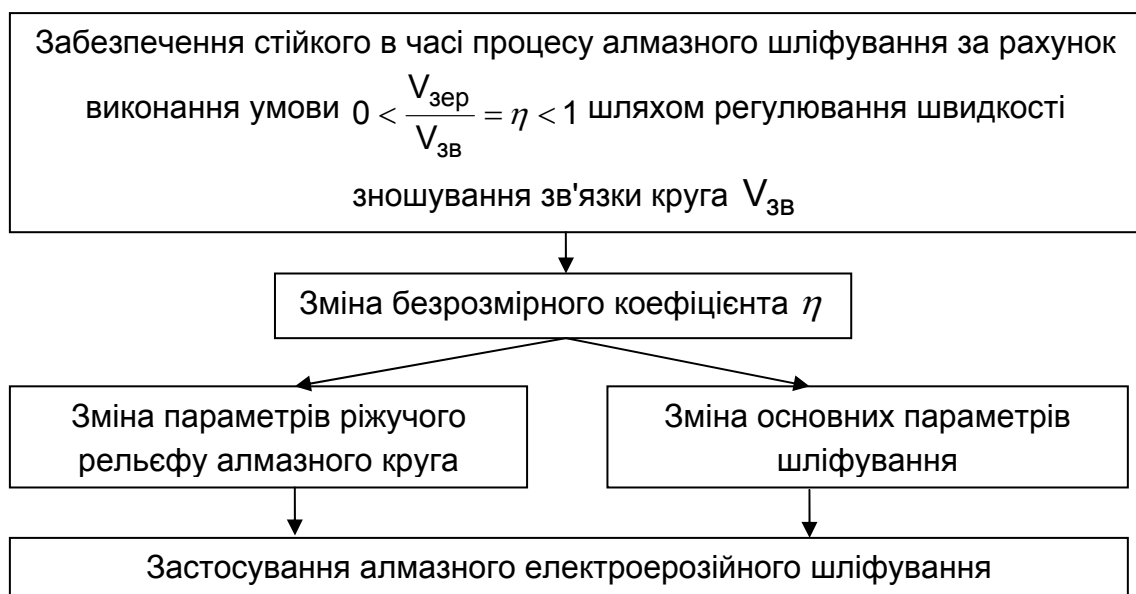 Забезпечення стійкого в часі процесу алмазного шліфування за рахунок
виконання умови 0 < Vзер/Vзв = η < 1 шляхом регулювання швидкості
зношування зв'язки круга Vзв
Зміна безрозмірного коефіцієнта η
Зміна параметрів ріжучого
рельєфу алмазного круга
Зміна основних параметрів
шліфування
Застосування алмазного електроерозійного шліфування